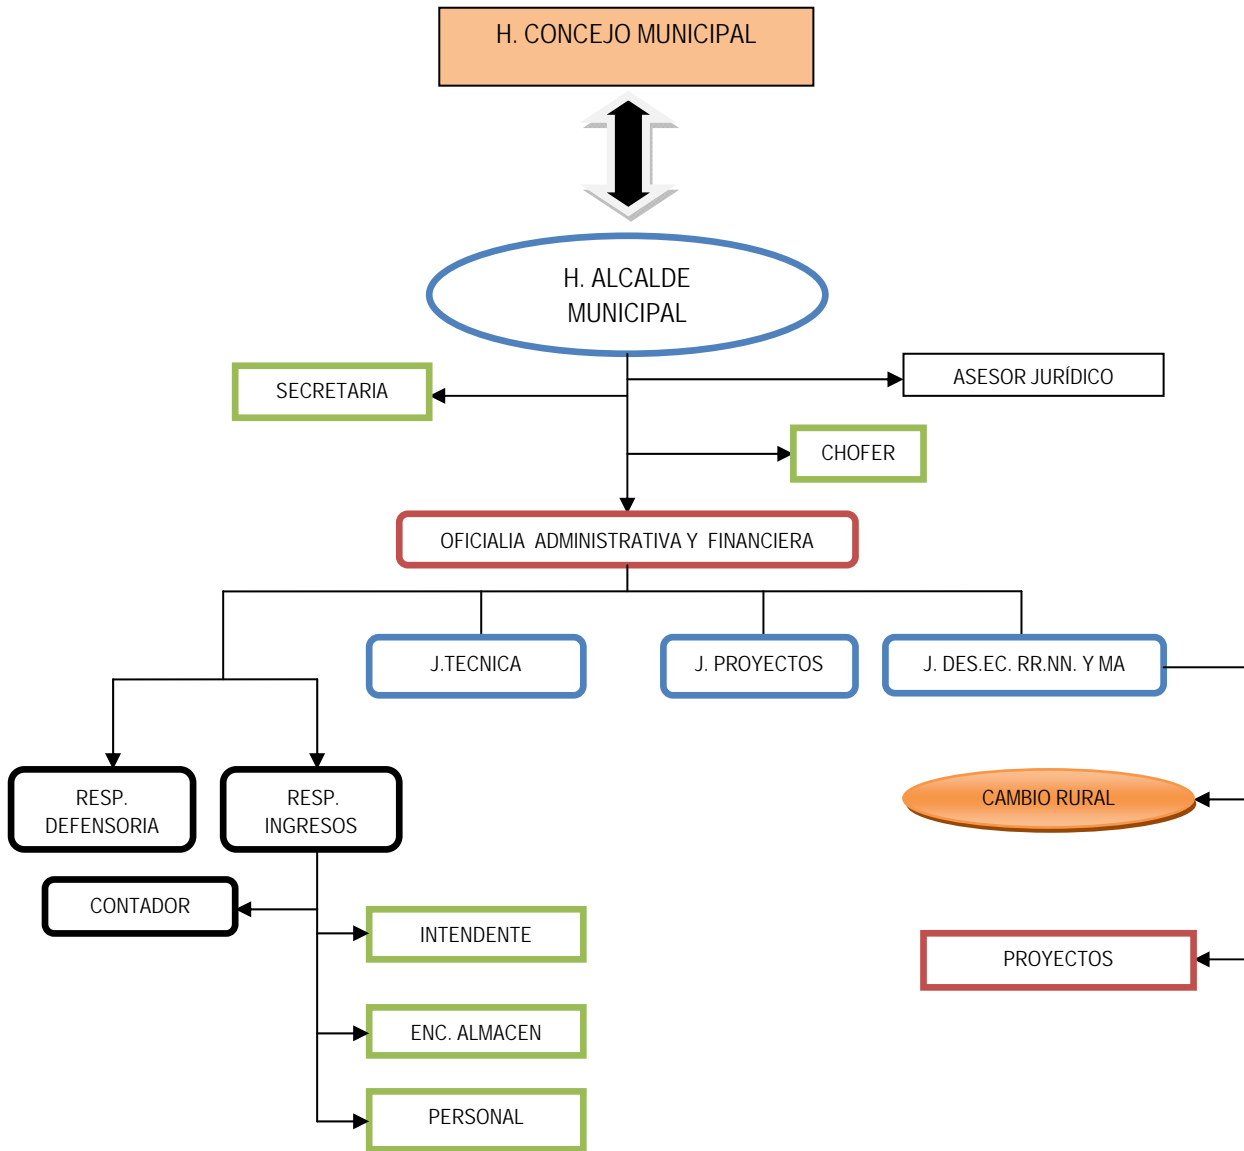 H. CONCEJO MUNICIPAL
H. ALCALDE
MUNICIPAL
SECRETARIA
ASESOR JURÍDICO
CHOFER
OFICIALIA ADMINISTRATIVA Y FINANCIERA
J.TECNICA
J. PROYECTOS
J. DES.EC. RR.NN. Y MA
RESP.
DEFENSORIA
RESP.
INGRESOS
CAMBIO RURAL
CONTADOR
INTENDENTE
PROYECTOS
ENC. ALMACEN
PERSONAL